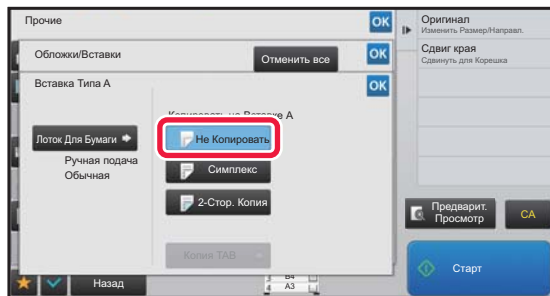 Прочие
OK
Обложки/Вставки
Отменить все
OK
Вставка Типа А
OK
Копировать на Вставке А
Лоток Для Бумаги
Не Копировать
Ручная подача
Обычная
Симплекс
2-Стор. Копия
Копия ТАВ
Назад
3 B4
4 A3
Оригинал
Изменить Размер/Направл.
Сдвиг края
Сдвинуть для Корешка
Предварит.
Просмотр
CA
Старт